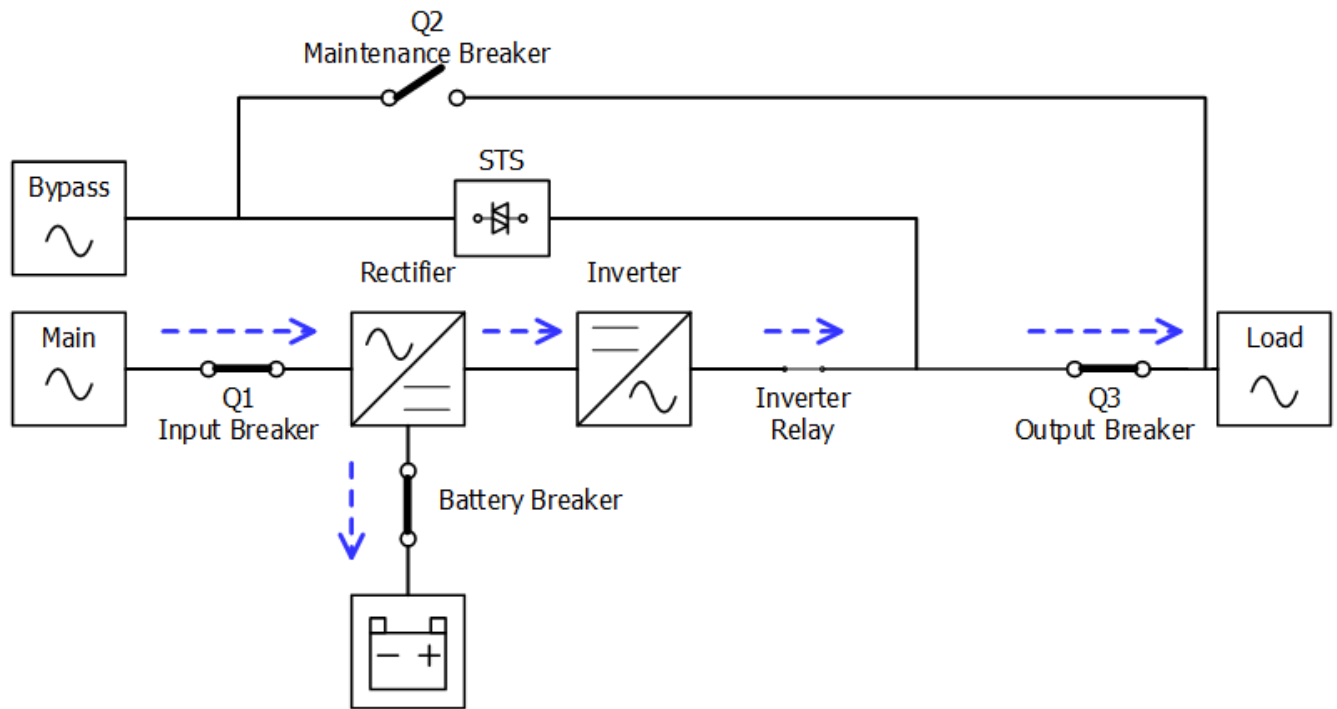 Q2
Maintenance Breaker
STS
Bypass
Rectifier
Inverter
Main
Load
Q1
Input Breaker
Inverter
Relay
Q3
Output Breaker
Battery Breaker
- +